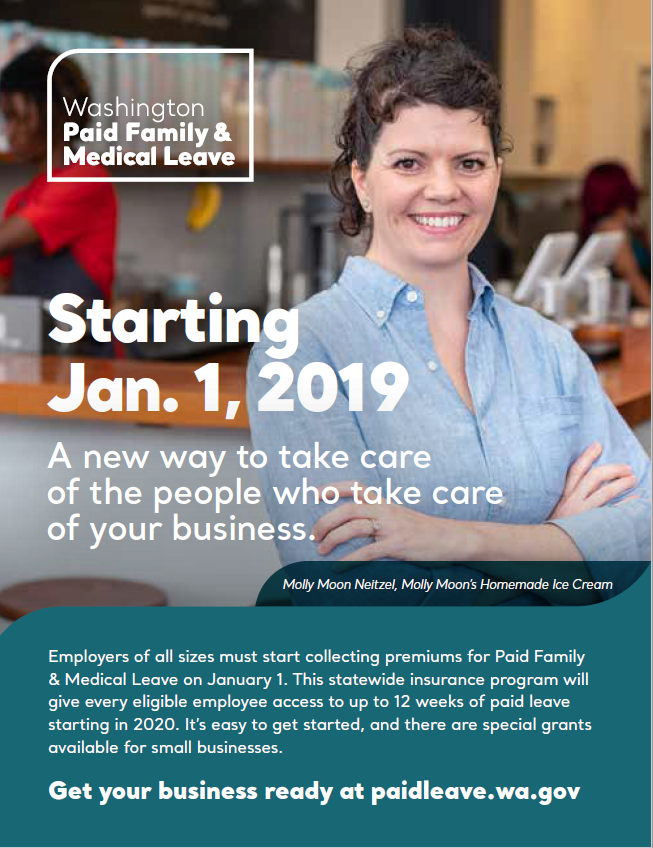 Washington
Paid Family &
Medical Leave
Starting
Jan. 1, 2019
A new way to take care
of the people who take care
of your business.
Molly Moon Neitzel, Molly Moon's Homemade Ice Cream
Employers of all sizes must start collecting premiums for Paid Family
& Medical Leave on January 1. This statewide insurance program will
give every eligible employee access to up to 12 weeks of paid leave
starting in 2020. It's easy to get started, and there are special grants
available for small businesses.
Get your business ready at paidleave.wa.gov